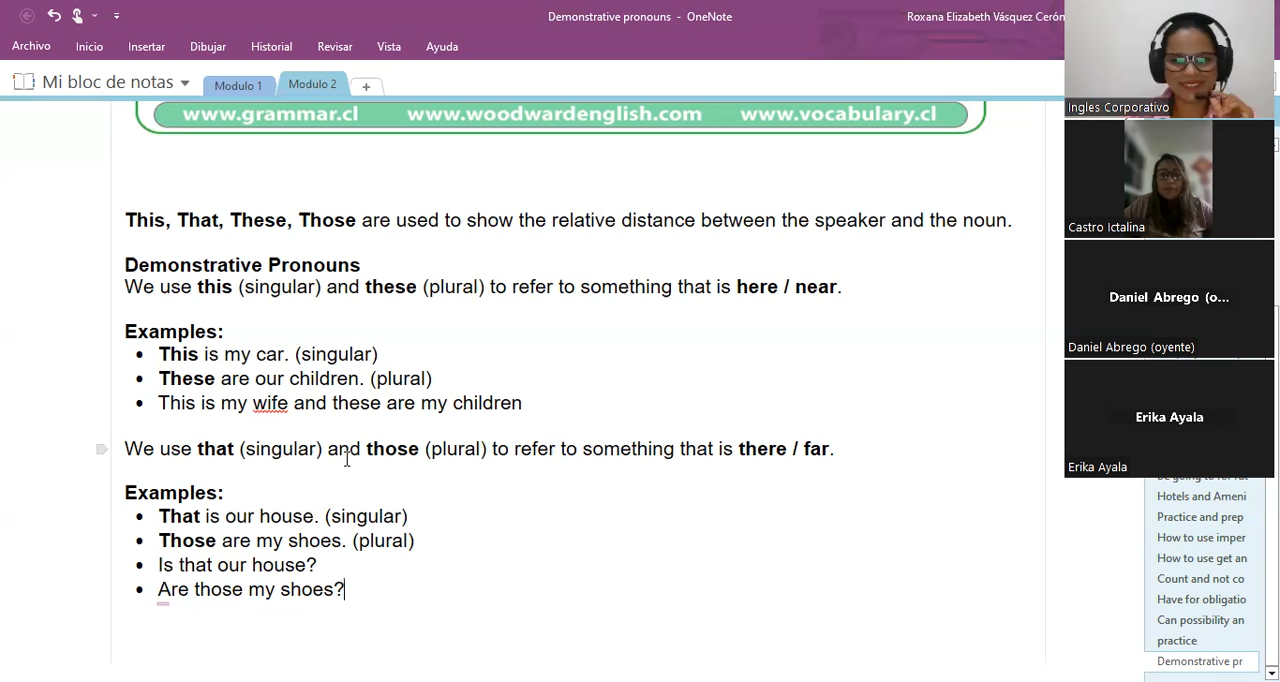 Demonstrative pronouns - OneNote
Roxana Elizabeth Vásquez Cerón
Archivo Inicio Insertar Dibujar Historial Revisar Vista Ayuda
Mi bloc de notas Modulo 1 Modulo 2 +
www.grammar.cl www.woodwardenglish.com www.vocabulary.cl
This, That, These, Those are used to show the relative distance between the speaker and the noun.
Demonstrative Pronouns
We use this (singular) and these (plural) to refer to something that is here / near.
Examples:
• This is my car. (singular)
• These are our children. (plural)
• This is my wife and these are my children
We use that (singular) and those (plural) to refer to something that is there / far.
Examples:
• That is our house. (singular)
• Those are my shoes. (plural)
• Is that our house?
• Are those my shoes?
Ingles Corporativo
Castro Ictalina
Daniel Abrego (o...
Daniel Abrego (oyente)
Erika Ayala
Erika Ayala
Hotels and Ameni
Practice and prep
How to use imper
How to use get an
Count and not co
Have for obligatio
Can possibility an
practice
Demonstrative pr